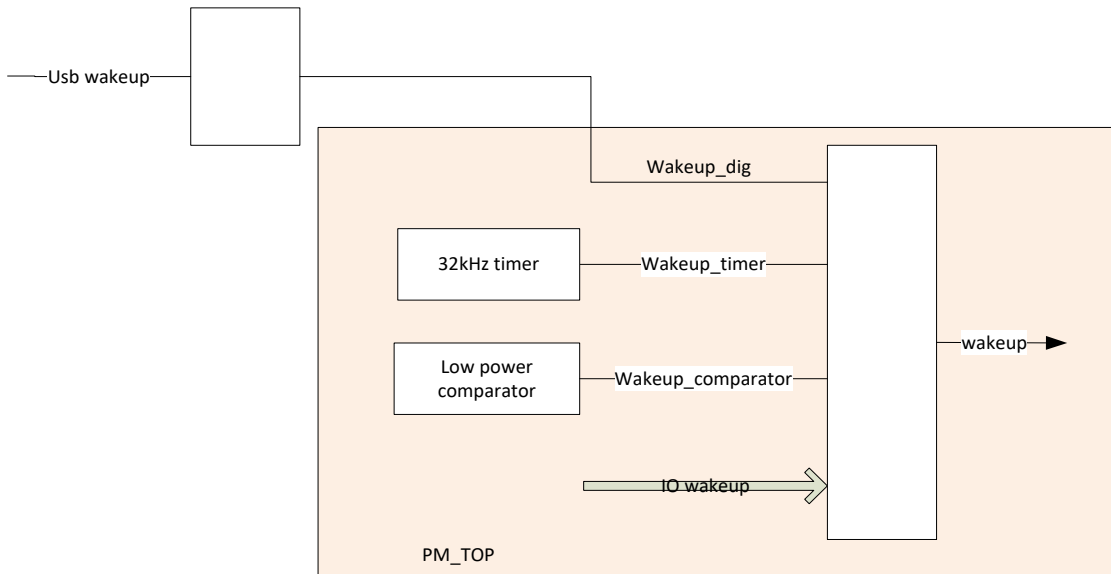 Usb wakeup
Wakeup_dig
32kHz timer
Wakeup_timer
wakeup
Low power
comparator
Wakeup_comparator
IO wakeup
PM_TOP